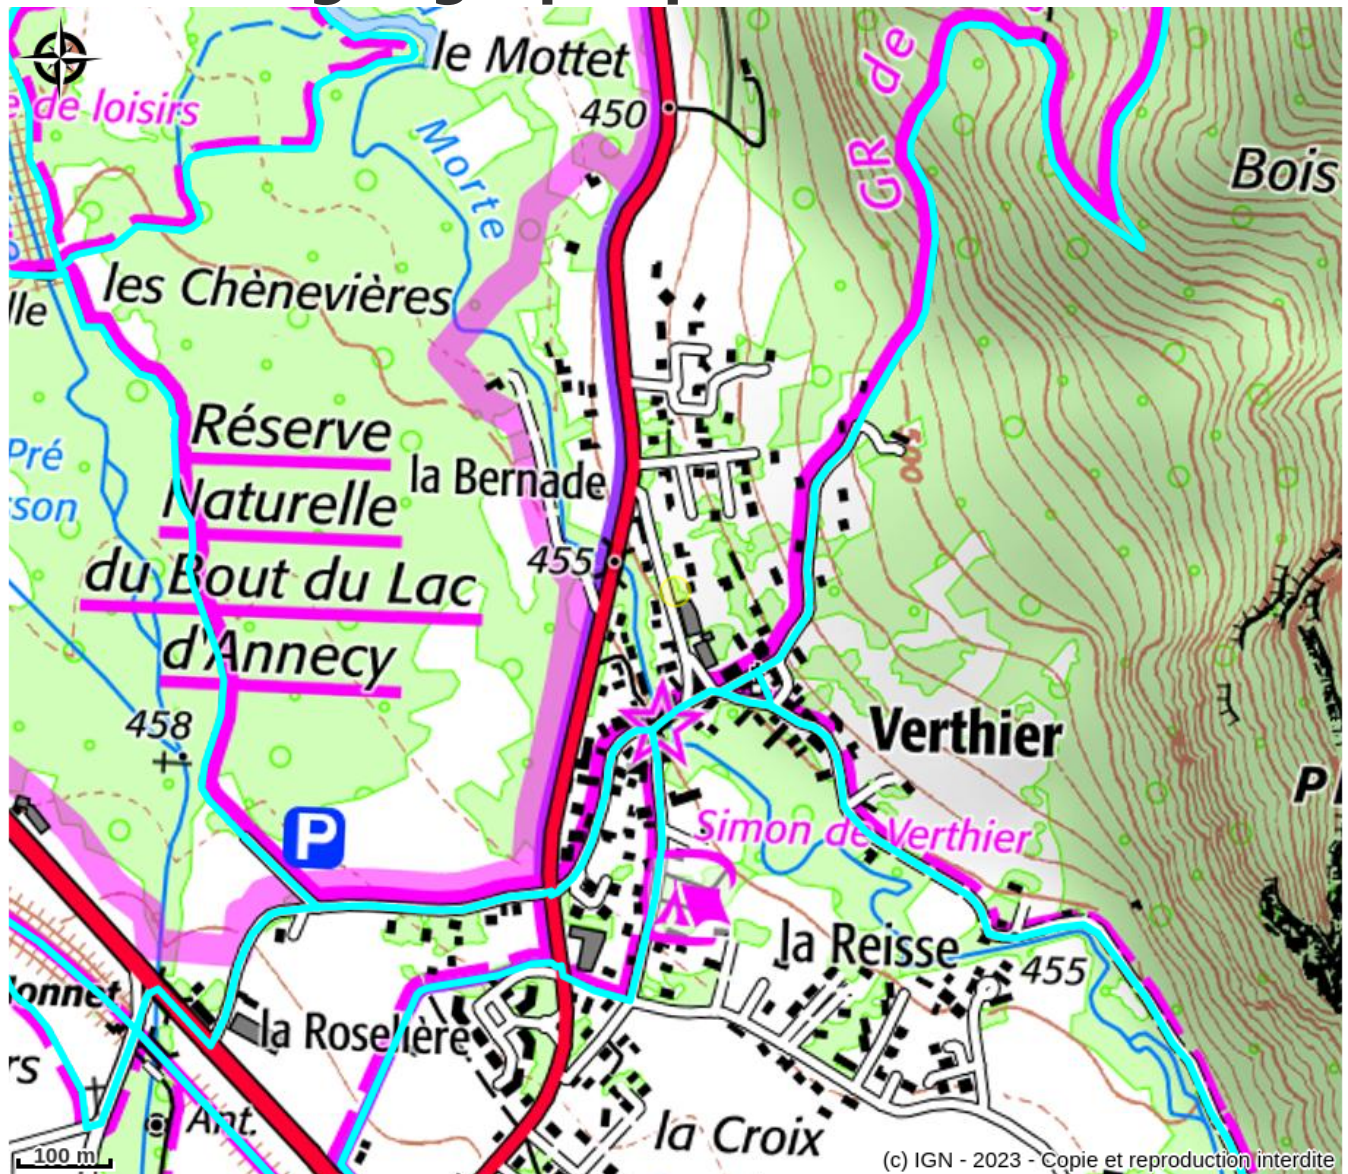 le Mottet
450
de loisirs
Morte
GR de
Bois
les Chènevières
lle
Réserve
Naturelle
du Bout du Lac
d'Annecy
Pré
son
la Bernade
500
455
458
Verthier
P
Simon de Verthier
la Reisse
455
onnet
la Roselière
rs
Ant.
la Croix
100 m
(c) IGN - 2023 - Copie et reproduction interdite